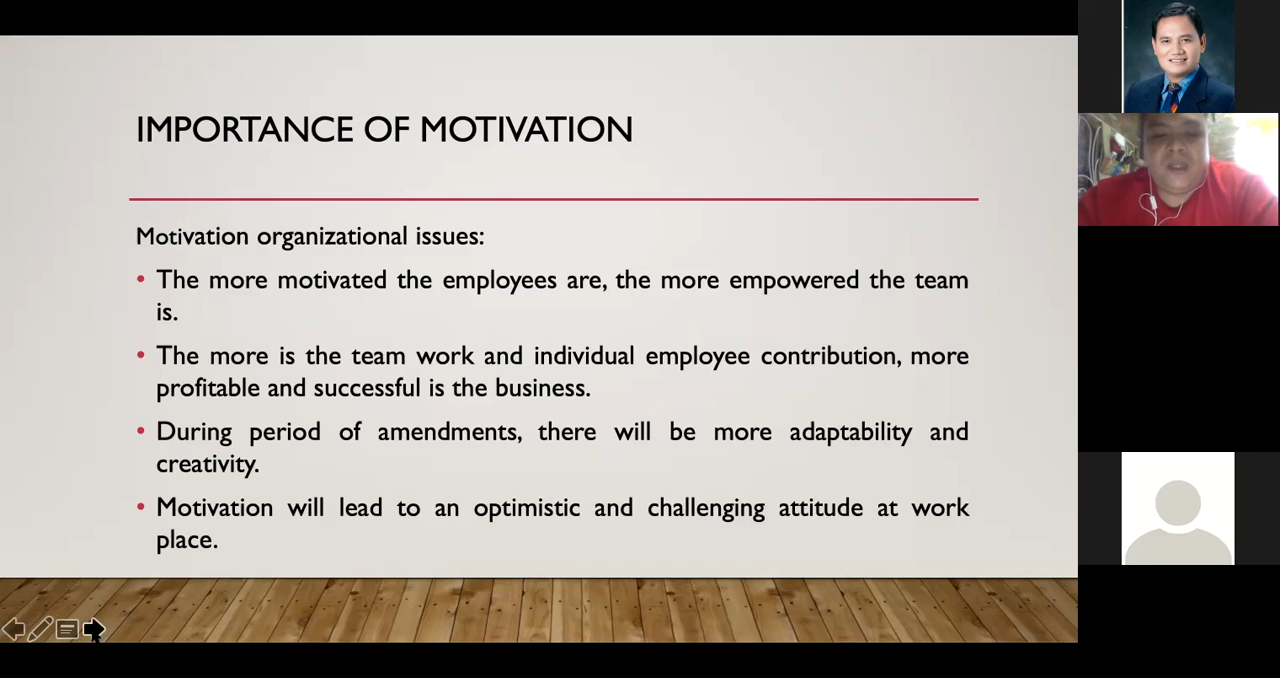 IMPORTANCE OF MOTIVATION
Motivation organizational issues:
• The more motivated the employees are, the more empowered the team
is.
• The more is the team work and individual employee contribution, more
profitable and successful is the business.
• During period of amendments, there will be more adaptability and
creativity.
• Motivation will lead to an optimistic and challenging attitude at work
place.